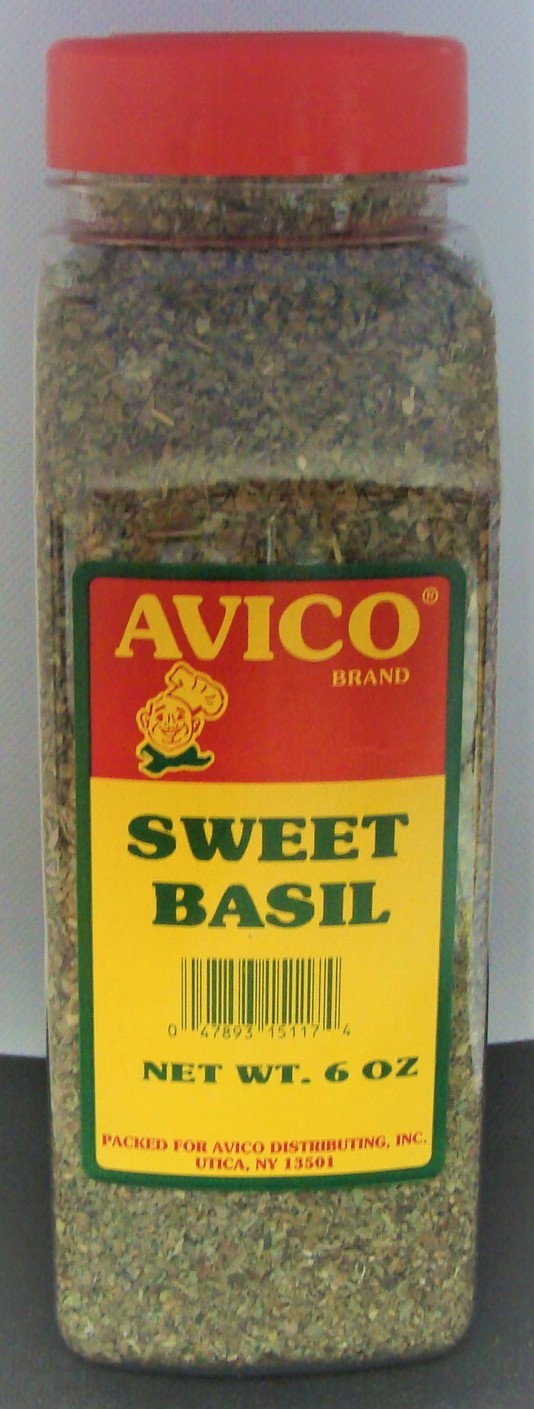 AVICO®
BRAND
SWEET
BASIL
0 47893 15117 4
NET WT. 6 OZ
PACKED FOR AVICO DISTRIBUTING, INC.
UTICA, NY 13501